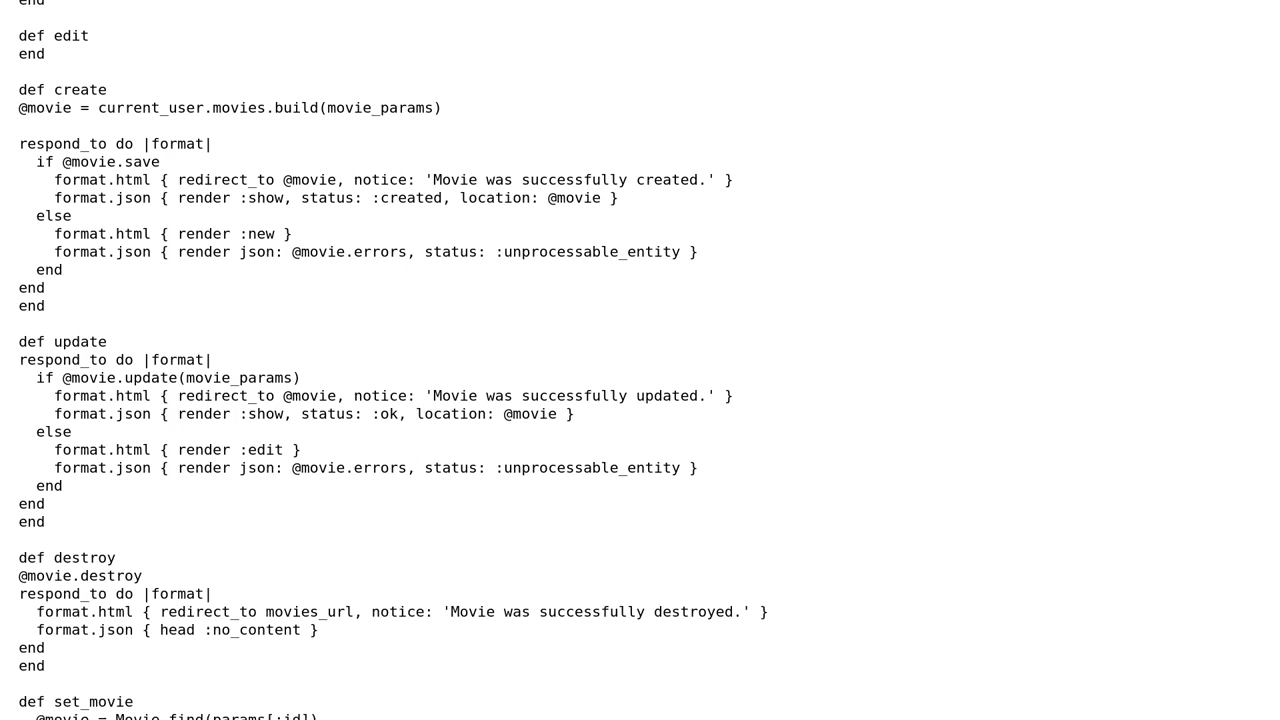 end
def edit
end
def create
@movie = current_user.movies.build(movie_params)
respond_to do |format|
  if @movie.save
    format.html { redirect_to @movie, notice: 'Movie was successfully created.' }
    format.json { render :show, status: :created, location: @movie }
  else
    format.html { render :new }
    format.json { render json: @movie.errors, status: :unprocessable_entity }
  end
end
end
def update
respond_to do |format|
  if @movie.update(movie_params)
    format.html { redirect_to @movie, notice: 'Movie was successfully updated.' }
    format.json { render :show, status: :ok, location: @movie }
  else
    format.html { render :edit }
    format.json { render json: @movie.errors, status: :unprocessable_entity }
  end
end
end
def destroy
@movie.destroy
respond_to do |format|
  format.html { redirect_to movies_url, notice: 'Movie was successfully destroyed.' }
  format.json { head :no_content }
end
end
def set_movie
  @movie = Movie.find(params[:id])